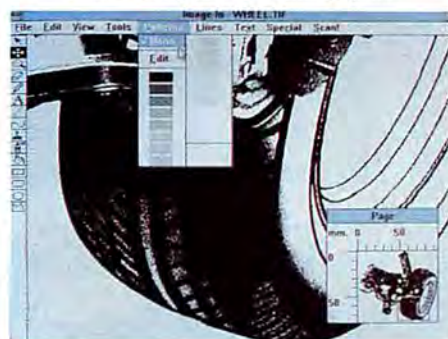 Image-In - WHEEL.TIF
File Edit View Tools Patterns Lines Text Special Scan!
Edit
Page
mm. 0 50
0
50